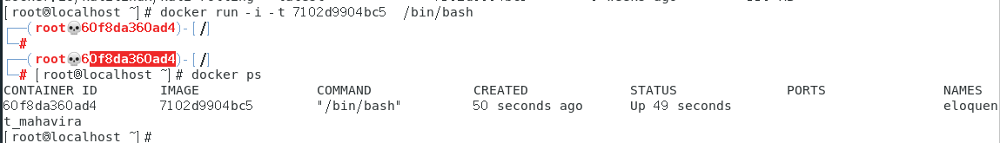 [root@localhost ~]# docker run -i -t 7102d9904bc5  /bin/bash
┌──(root💀60f8da360ad4)-[/]
└─#
┌──(root💀60f8da360ad4)-[/]
└─# [root@localhost ~]# docker ps
CONTAINER ID        IMAGE               COMMAND             CREATED             STATUS              PORTS               NAMES
60f8da360ad4        7102d9904bc5        "/bin/bash"         50 seconds ago      Up 49 seconds                           eloquen
t_mahavira
[root@localhost ~]#